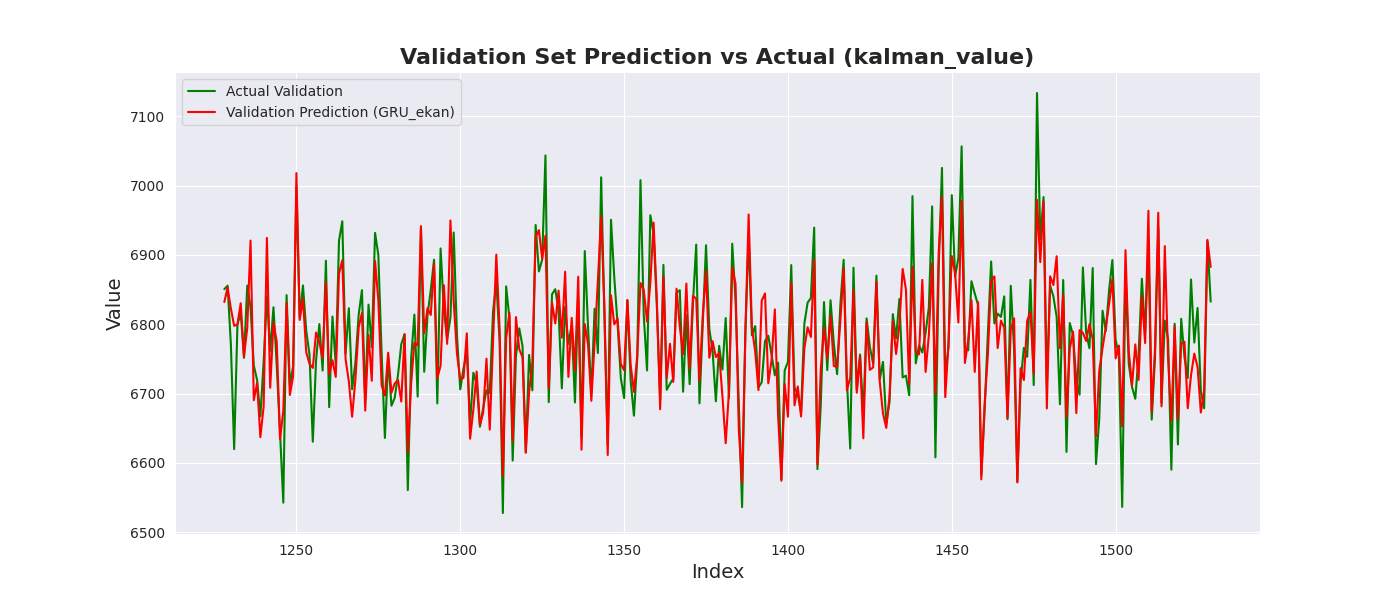 Validation Set Prediction vs Actual (kalman_value)
Actual Validation
Validation Prediction (GRU_ekan)
Value
7100
7000
6900
6800
6700
6600
6500
1250
1300
1350
1400
1450
1500
Index